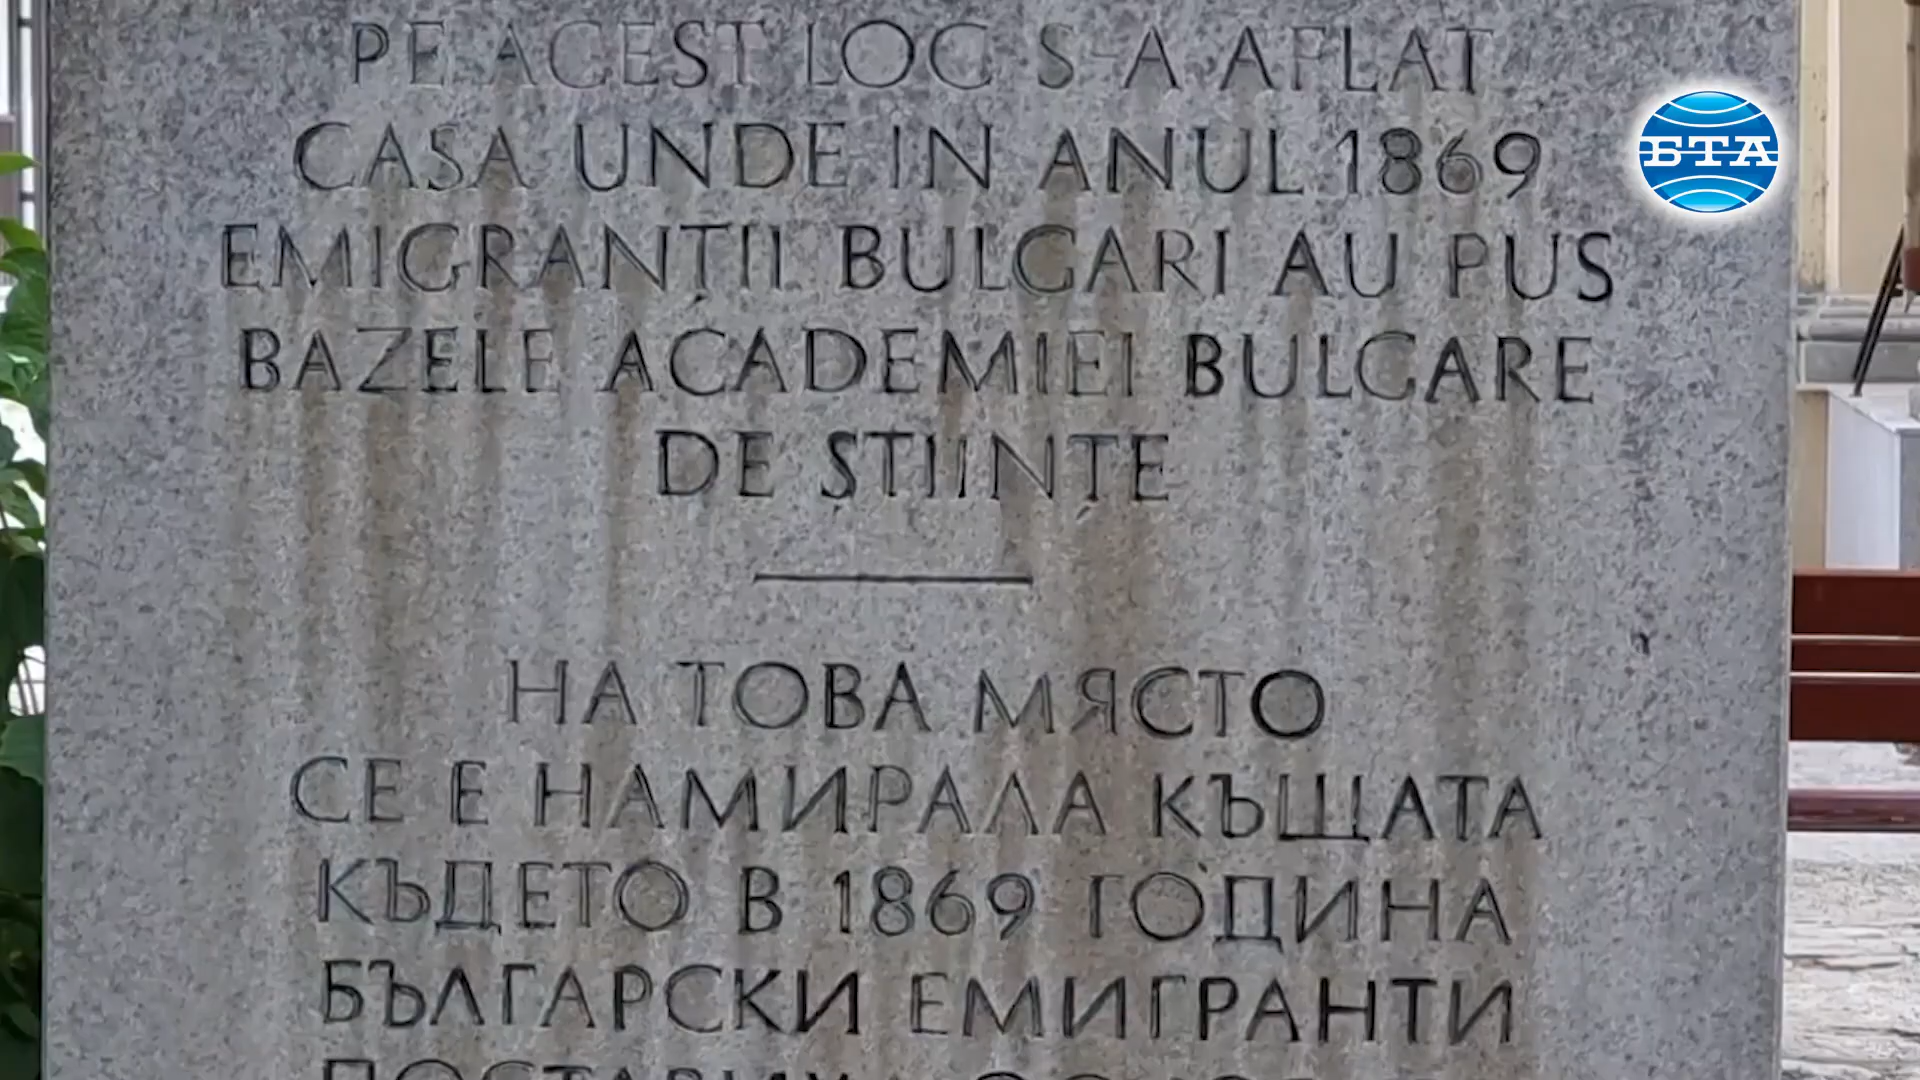 PE ACEST LOC S-A AFLAT
CASA UNDE IN ANUL 1869
EMIGRANȚII BULGARI AU PUS
BAZELE ACADEMIEI BULGARE
DE ȘTIINȚE
НА ТОВА МЯСТО
СЕ Е НАМИРАЛА КЪЩАТА
КЪДЕТО В 1869 ГОДИНА
БЪЛГАРСКИ ЕМИГРАНТИ
БТА